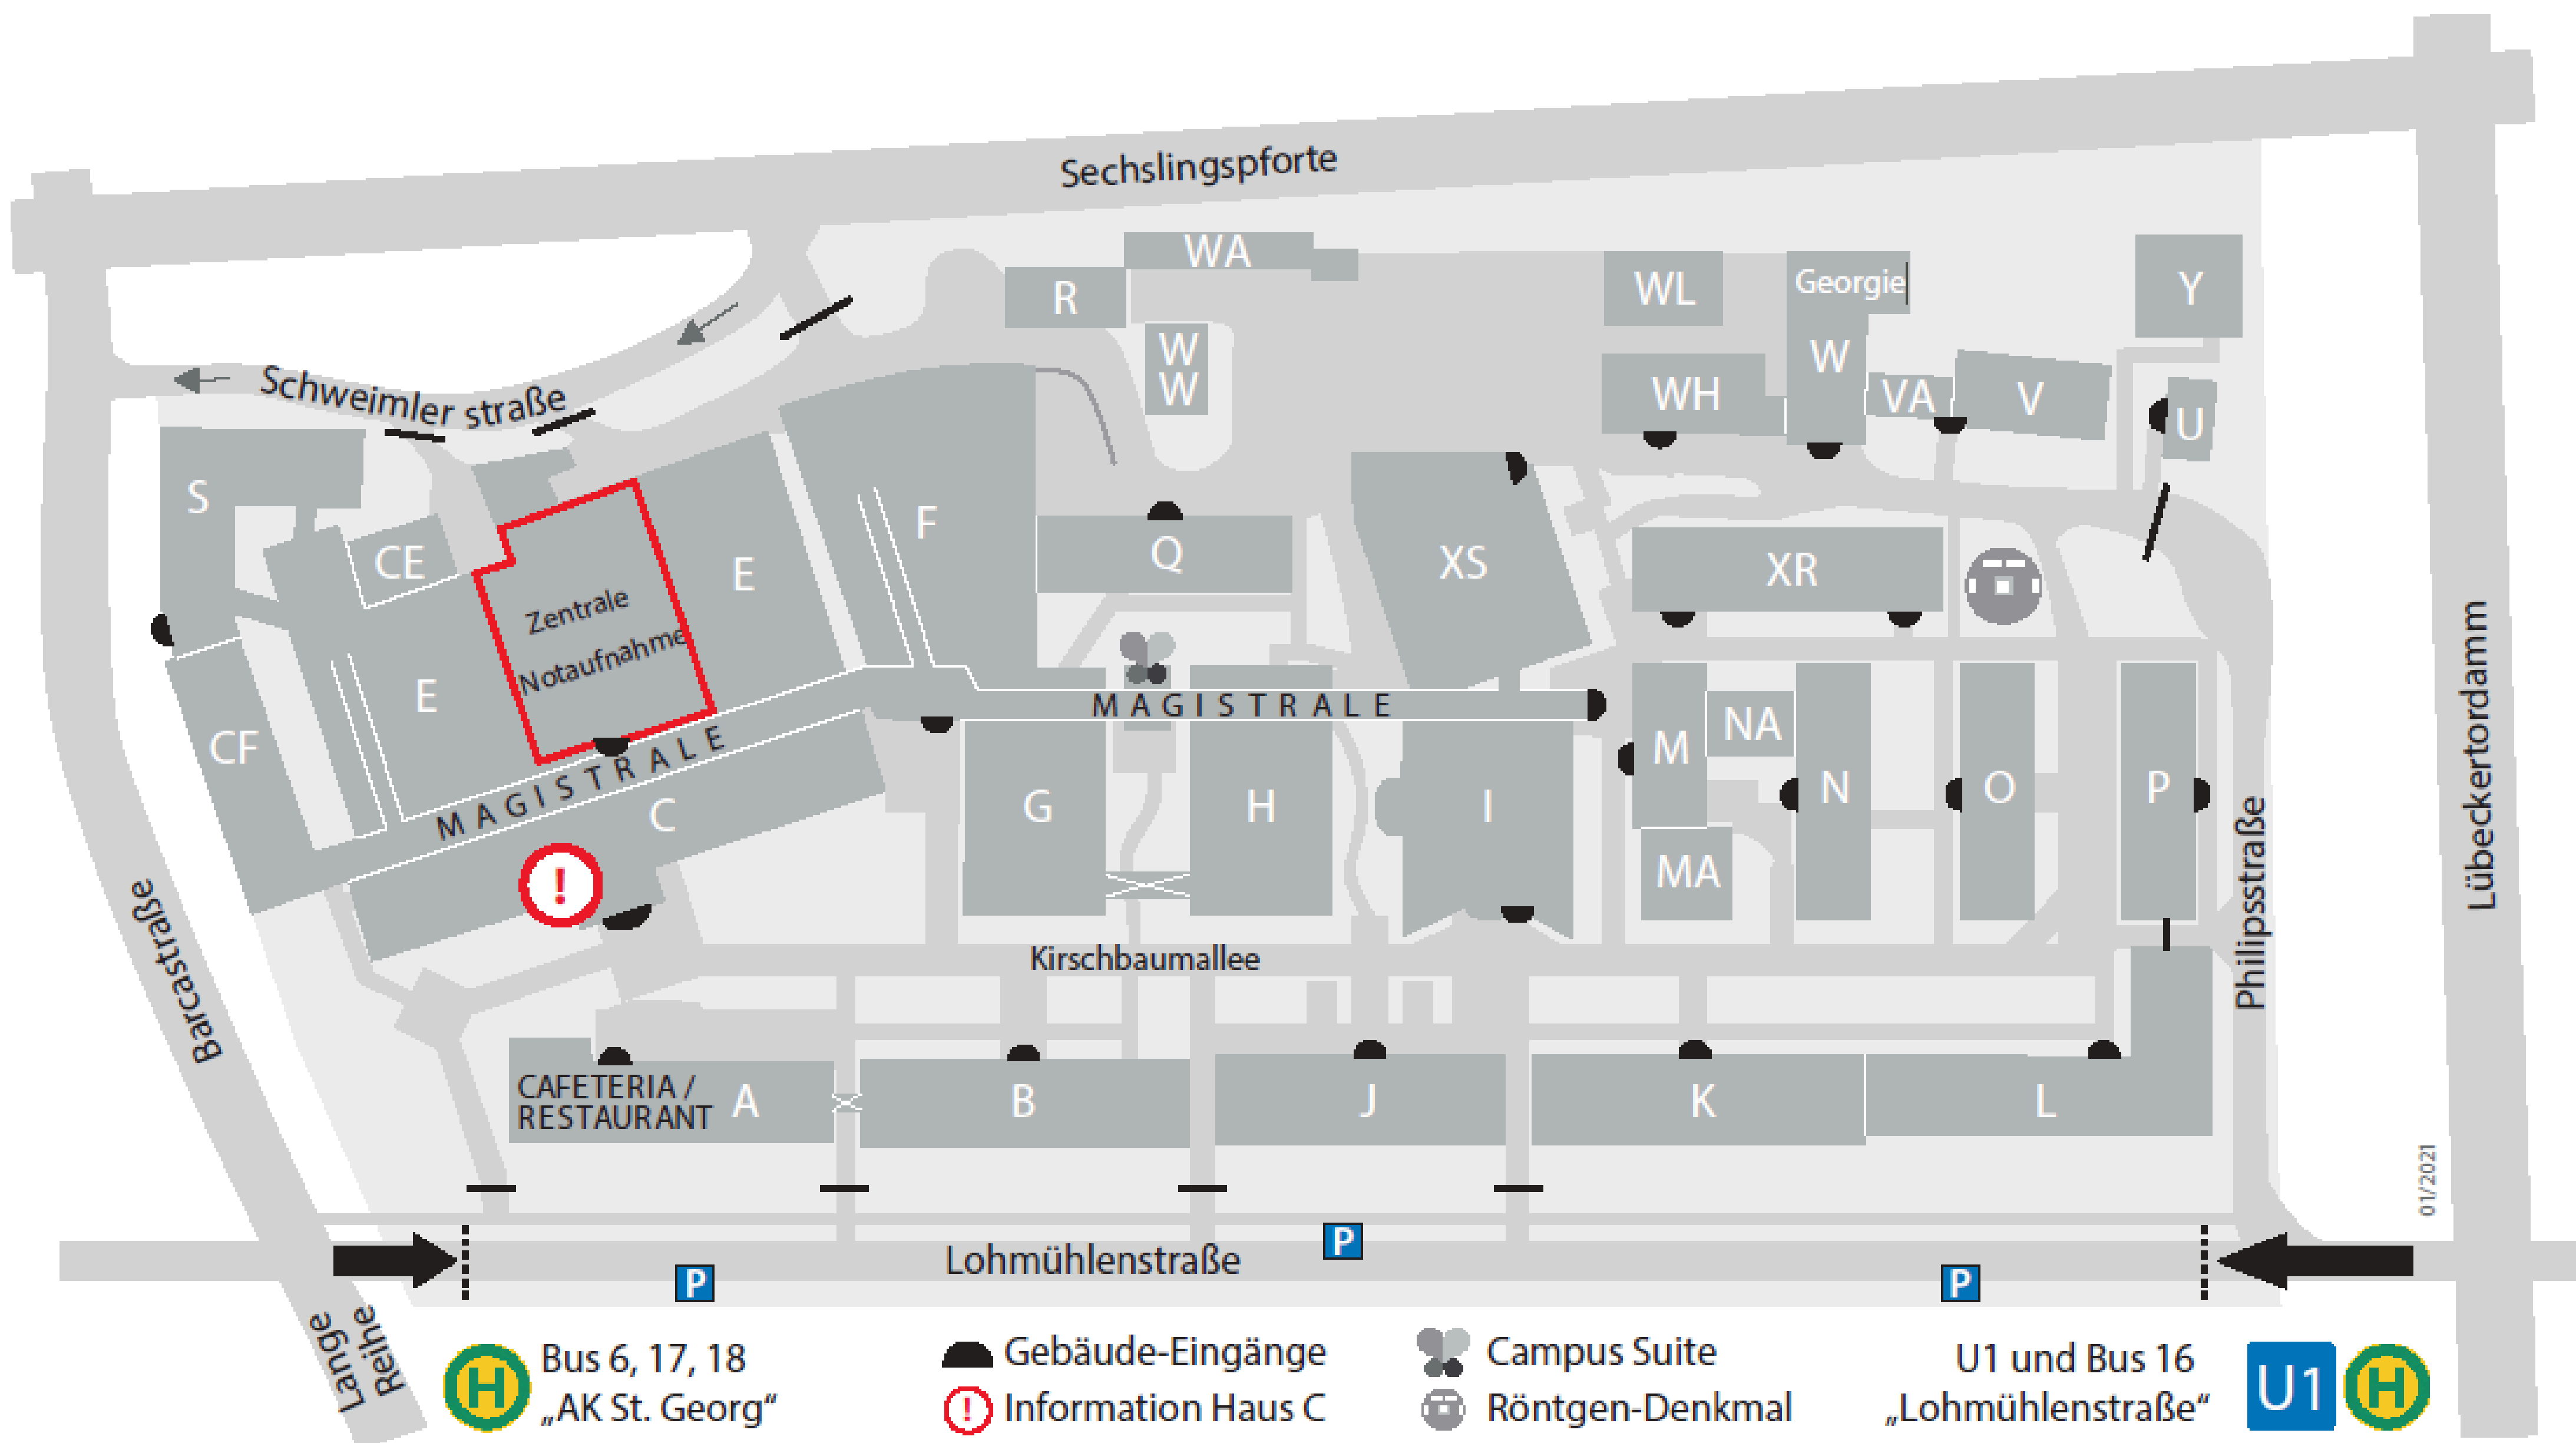 Sechslingspforte
WA
R
WL
Georgie
Y
W
W
W
Schweimler straße
WH
VA
V
U
S
F
CE
Q
XS
XR
E
Zentrale
Notaufnahme
E
MAGISTRALE
CF
MAGISTRALE
C
G
H
I
M
NA
N
O
P
MA
!
Lübeckertordamm
Philipsstraße
Barcastraße
Kirschbaumallee
CAFETERIA /
RESTAURANT
A
B
J
K
L
01/2021
P
Lohmühlenstraße
P
P
Lange
Reihe
H
Bus 6, 17, 18
„AK St. Georg“
Gebäude-Eingänge
! Information Haus C
Campus Suite
Röntgen-Denkmal
U1 und Bus 16
„Lohmühlenstraße“
U1
H